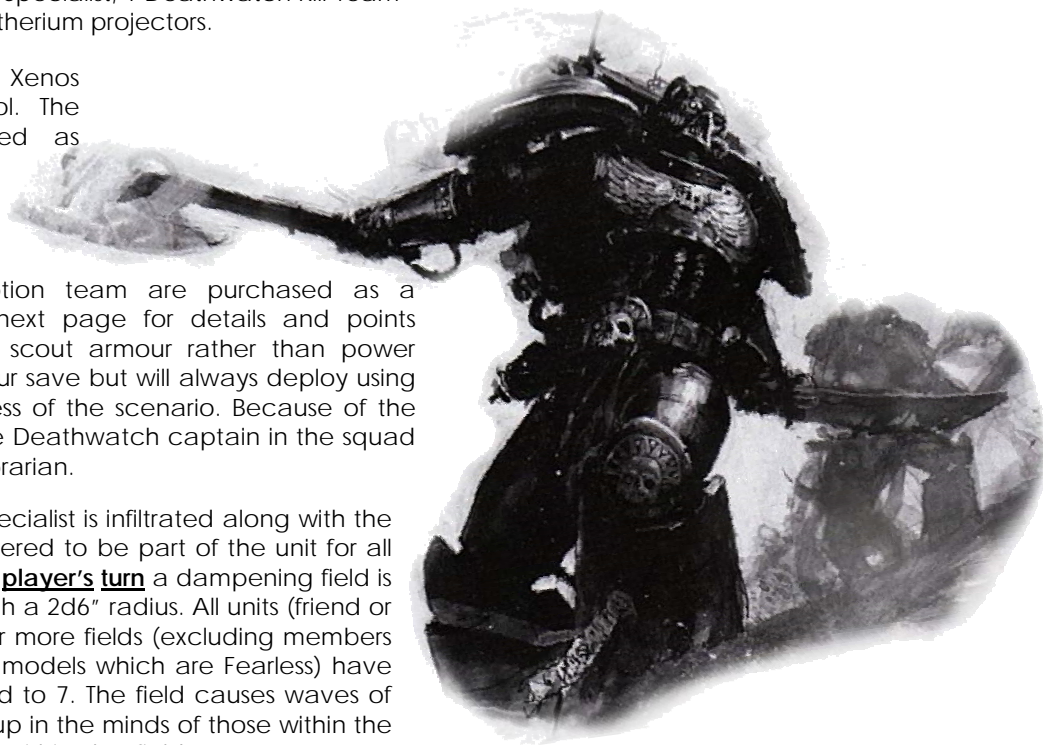 specialist, 1 Deathwatch kill Team
therium projectors.
Xenos
ol. The
ed as
tion team are purchased as a
next page for details and points
scout armour rather than power
ur save but will always deploy using
ess of the scenario. Because of the
e Deathwatch captain in the squad
orarian.
ecialist is infiltrated along with the
ered to be part of the unit for all
player's turn a dampening field is
h a 2d6" radius. All units (friend or
r more fields (excluding members
models which are Fearless) have
d to 7. The field causes waves of
up in the minds of those within the